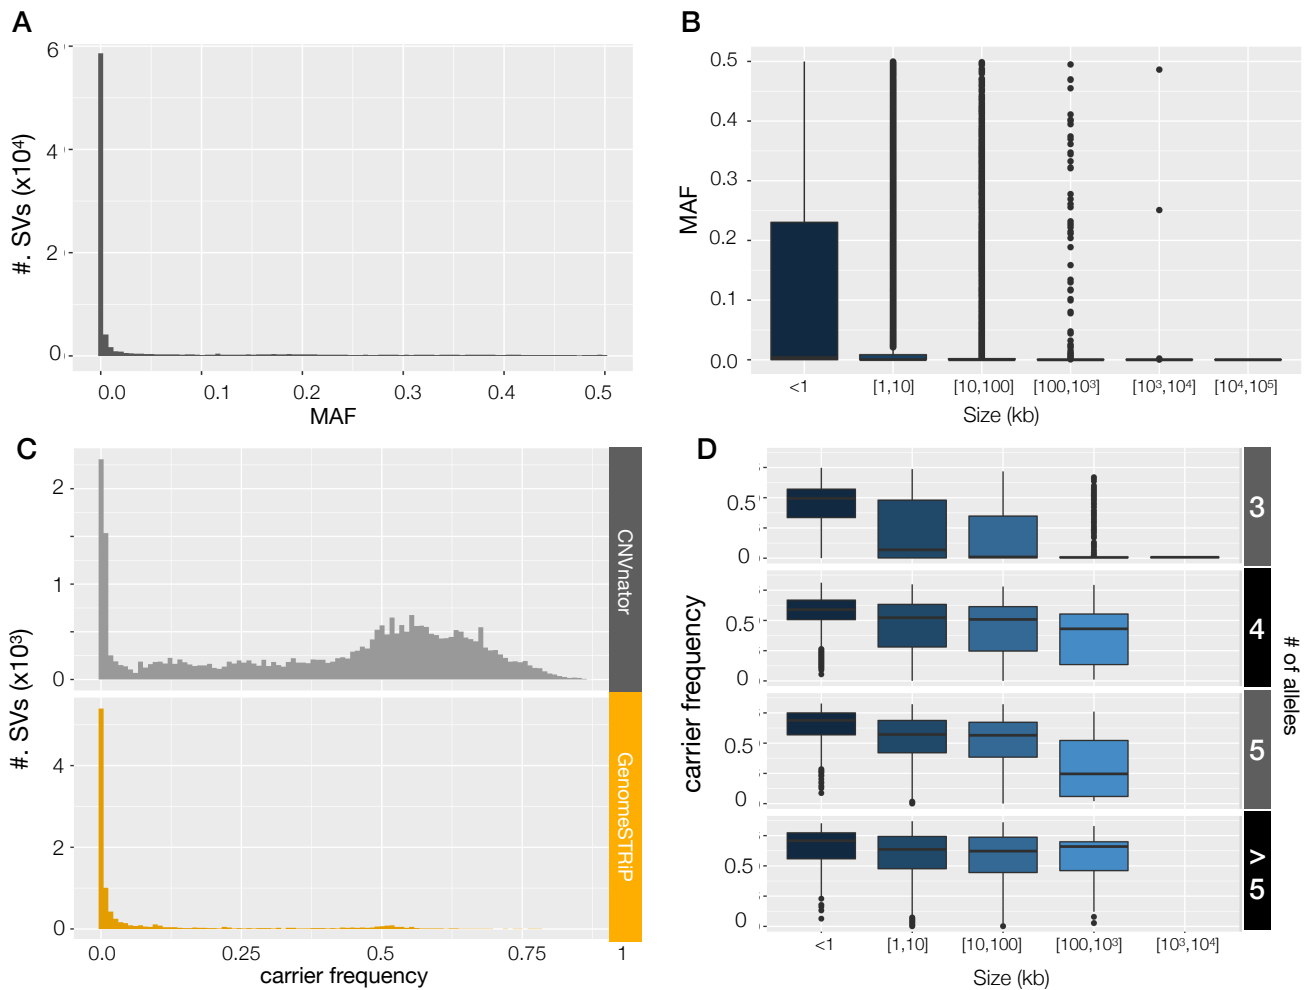 A
6
4
2
0
#. SVs (x10⁴)
0.0 0.1 0.2 0.3 0.4 0.5
MAF
B
0.5
0.4
0.3
0.2
0.1
0.0
MAF
<1 [1,10] [10,100] [100,10³] [10³,10⁴] [10⁴,10⁵]
Size (kb)
C
2
1
0
CNVnator
#. SVs (x10³)
4
2
0
GenomeSTRiP
0.0 0.25 0.5 0.75 1
carrier frequency
D
0.5
0
3
0.5
0
4
carrier frequency
# of alleles
0.5
0
5
0.5
0
>
5
<1 [1,10] [10,100] [100,10³] [10³,10⁴]
Size (kb)